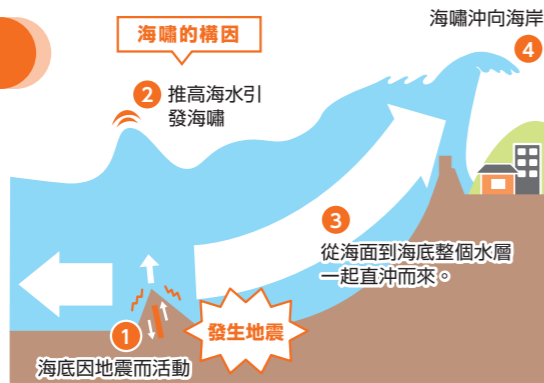 海嘯的構因
1
海底因地震而活動
發生地震
2 推高海水引
發海嘯
3
從海面到海底整個水層
一起直沖而來。
海嘯沖向海岸
4